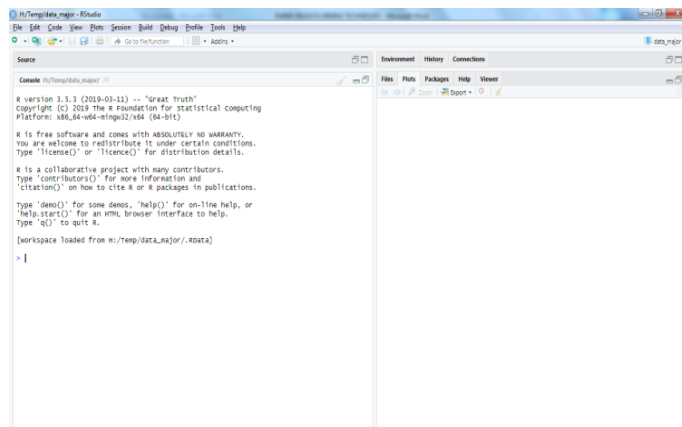 H:/Temp/data_major - RStudio
File Edit Code View Plots Session Build Debug Profile Tools Help
Go to file/function Addins
data_major
Source
Console H:/Temp/data_major/
R version 3.5.3 (2019-03-11) -- "Great Truth"
Copyright (C) 2019 The R Foundation for Statistical Computing
Platform: x86_64-w64-mingw32/x64 (64-bit)
R is free software and comes with ABSOLUTELY NO WARRANTY.
You are welcome to redistribute it under certain conditions.
Type 'license()' or 'licence()' for distribution details.
R is a collaborative project with many contributors.
Type 'contributors()' for more information and
'citation()' on how to cite R or R packages in publications.
Type 'demo()' for some demos, 'help()' for on-line help, or
'help.start()' for an HTML browser interface to help.
Type 'q()' to quit R.
[Workspace loaded from H:/Temp/data_major/.RData]
>
Environment History Connections
Files Plots Packages Help Viewer
Zoom Export